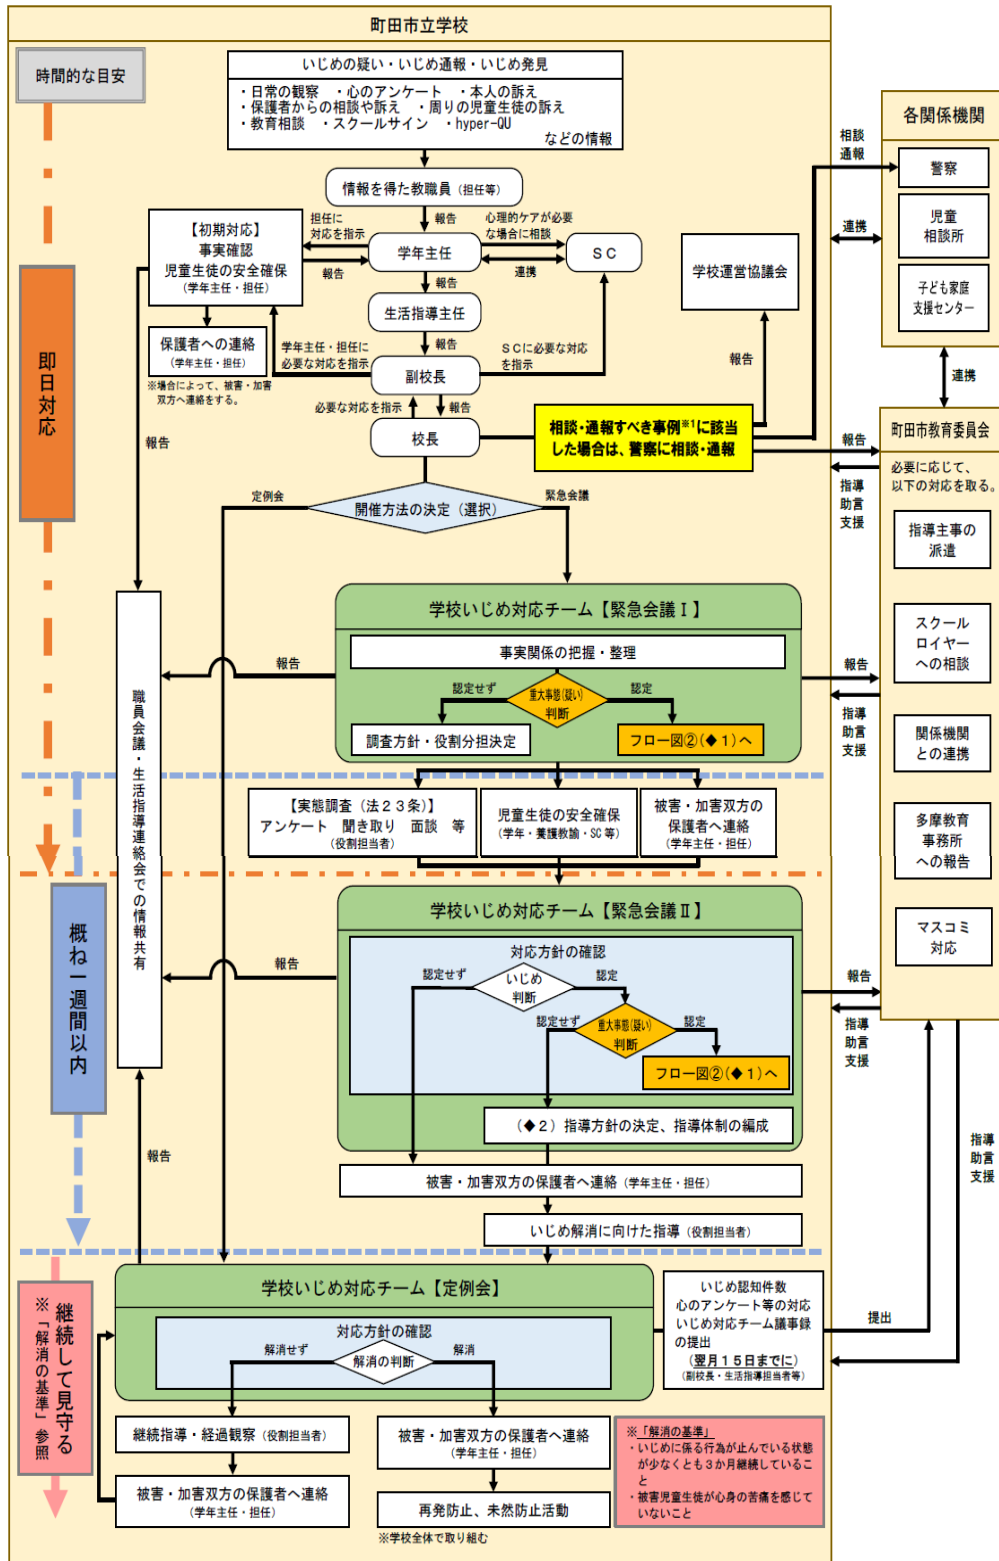 町田市立学校
時間的な目安
いじめの疑い・いじめ通報・いじめ発見
・日常の観察　・心のアンケート　・本人の訴え
・保護者からの相談や訴え　・周りの児童生徒の訴え
・教育相談　・スクールサイン　・hyper-QU
などの情報
情報を得た教職員（担任等）
報告
担任に
対応を指示
心理的ケアが必要
な場合に相談
【初期対応】
事実確認
児童生徒の安全確保
（学年主任・担任）
学年主任
ＳＣ
報告
連携
報告
生活指導主任
報告
保護者への連絡
（学年主任・担任）
※場合によって、被害・加害
双方へ連絡をする。
学年主任・担任に
必要な対応を指示
ＳＣに必要な対応
を指示
副校長
必要な対応を指示
報告
校長
学校運営協議会
報告
相談・通報すべき事例※1に該当
した場合は、警察に相談・通報
相談
通報
連携
各関係機関
警察
児童
相談所
子ども家庭
支援センター
連携
即日対応
報告
定例会
開催方法の決定（選択）
緊急会議
報告
指導
助言
支援
町田市教育委員会
必要に応じて、
以下の対応を取る。
指導主事の
派遣
スクール
ロイヤー
への相談
関係機関
との連携
多摩教育
事務所
への報告
マスコミ
対応
職員会議・生活指導連絡会での情報共有
学校いじめ対応チーム【緊急会議Ⅰ】
事実関係の把握・整理
報告
認定せず
重大事態(疑い)
判断
認定
調査方針・役割分担決定
フロー図②(◆1)へ
報告
指導
助言
支援
【実態調査（法２３条）】
アンケート　聞き取り　面談　等
（役割担当者）
児童生徒の安全確保
（学年・養護教諭・SC 等）
被害・加害双方の
保護者へ連絡
（学年主任・担任）
概ね一週間以内
学校いじめ対応チーム【緊急会議Ⅱ】
対応方針の確認
報告
認定せず
いじめ
判断
認定
認定せず
重大事態(疑い)
判断
認定
フロー図②(◆1)へ
(◆2) 指導方針の決定、指導体制の編成
報告
指導
助言
支援
被害・加害双方の保護者へ連絡（学年主任・担任）
報告
いじめ解消に向けた指導（役割担当者）
指導
助言
支援
継続して見守る
※「解消の基準」参照
学校いじめ対応チーム【定例会】
対応方針の確認
解消せず
解消の判断
解消
いじめ認知件数
心のアンケート等の対応
いじめ対応チーム議事録
の提出
（翌月１５日までに）
（副校長・生活指導担当者等）
提出
継続指導・経過観察（役割担当者）
被害・加害双方の保護者へ連絡
（学年主任・担任）
被害・加害双方の保護者へ連絡
（学年主任・担任）
再発防止、未然防止活動
※学校全体で取り組む
※「解消の基準」
・いじめに係る行為が止んでいる状態
が少なくとも３か月継続しているこ
と
・被害児童生徒が心身の苦痛を感じて
いないこと